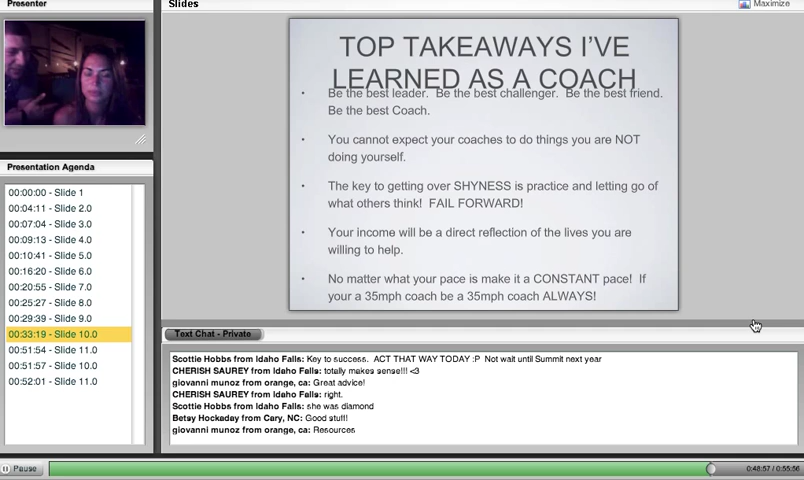 Presenter
Slides
Maximize
TOP TAKEAWAYS I'VE
LEARNED AS A COACH
• Be the best leader. Be the best challenger. Be the best friend.
Be the best Coach.
• You cannot expect your coaches to do things you are NOT
doing yourself.
• The key to getting over SHYNESS is practice and letting go of
what others think! FAIL FORWARD!
• Your income will be a direct reflection of the lives you are
willing to help.
• No matter what your pace is make it a CONSTANT pace! If
your a 35mph coach be a 35mph coach ALWAYS!
Presentation Agenda
00:00:00 - Slide 1
00:04:11 - Slide 2.0
00:07:04 - Slide 3.0
00:09:13 - Slide 4.0
00:10:41 - Slide 5.0
00:16:20 - Slide 6.0
00:20:55 - Slide 7.0
00:25:27 - Slide 8.0
00:29:39 - Slide 9.0
00:33:19 - Slide 10.0
00:51:54 - Slide 11.0
00:51:57 - Slide 10.0
00:52:01 - Slide 11.0
Text Chat - Private
Scottie Hobbs from Idaho Falls: Key to success. ACT THAT WAY TODAY :P Not wait until Summit next year
CHERISH SAUREY from Idaho Falls: totally makes sense!!! <3
giovanni munoz from orange, ca: Great advice!
CHERISH SAUREY from Idaho Falls: right.
Scottie Hobbs from Idaho Falls: she was diamond
Betsy Hockaday from Cary, NC: Good stuff!
giovanni munoz from orange, ca: Resources
Pause
0:48:57 / 0:55:56